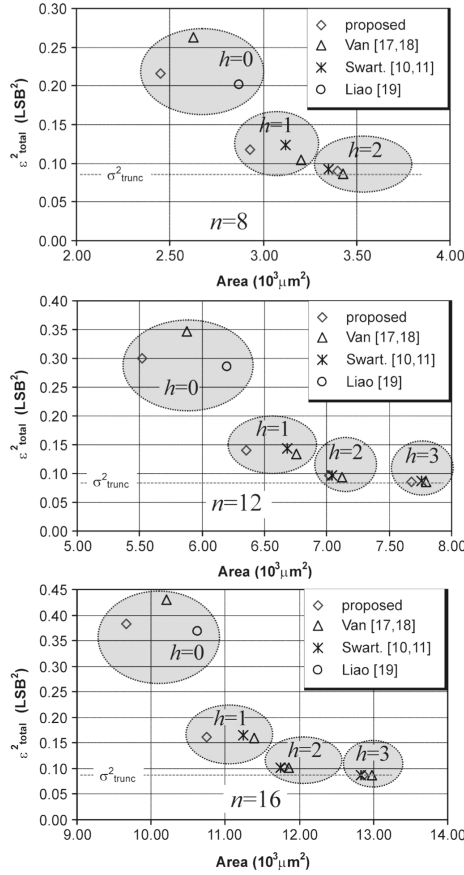 0.30
0.25
0.20
0.15
0.10
0.05
0.00
ε²total (LSB²)
proposed
Van [17,18]
Swart. [10,11]
Liao [19]
h=0
h=1
h=2
σ²trunc
n=8
2.00 2.50 3.00 3.50 4.00
Area (10³μm²)
0.40
0.35
0.30
0.25
0.20
0.15
0.10
0.05
0.00
ε²total (LSB²)
proposed
Van [17,18]
Swart. [10,11]
Liao [19]
h=0
h=1
h=2
h=3
σ²trunc
n=12
5.00 6.00 7.00 8.00
Area (10³μm²)
0.45
0.40
0.35
0.30
0.25
0.20
0.15
0.10
0.05
0.00
ε²total (LSB²)
proposed
Van [17,18]
Swart. [10,11]
Liao [19]
h=0
h=1
h=2
h=3
σ²trunc
n=16
9.00 10.00 11.00 12.00 13.00 14.00
Area (10³μm²)